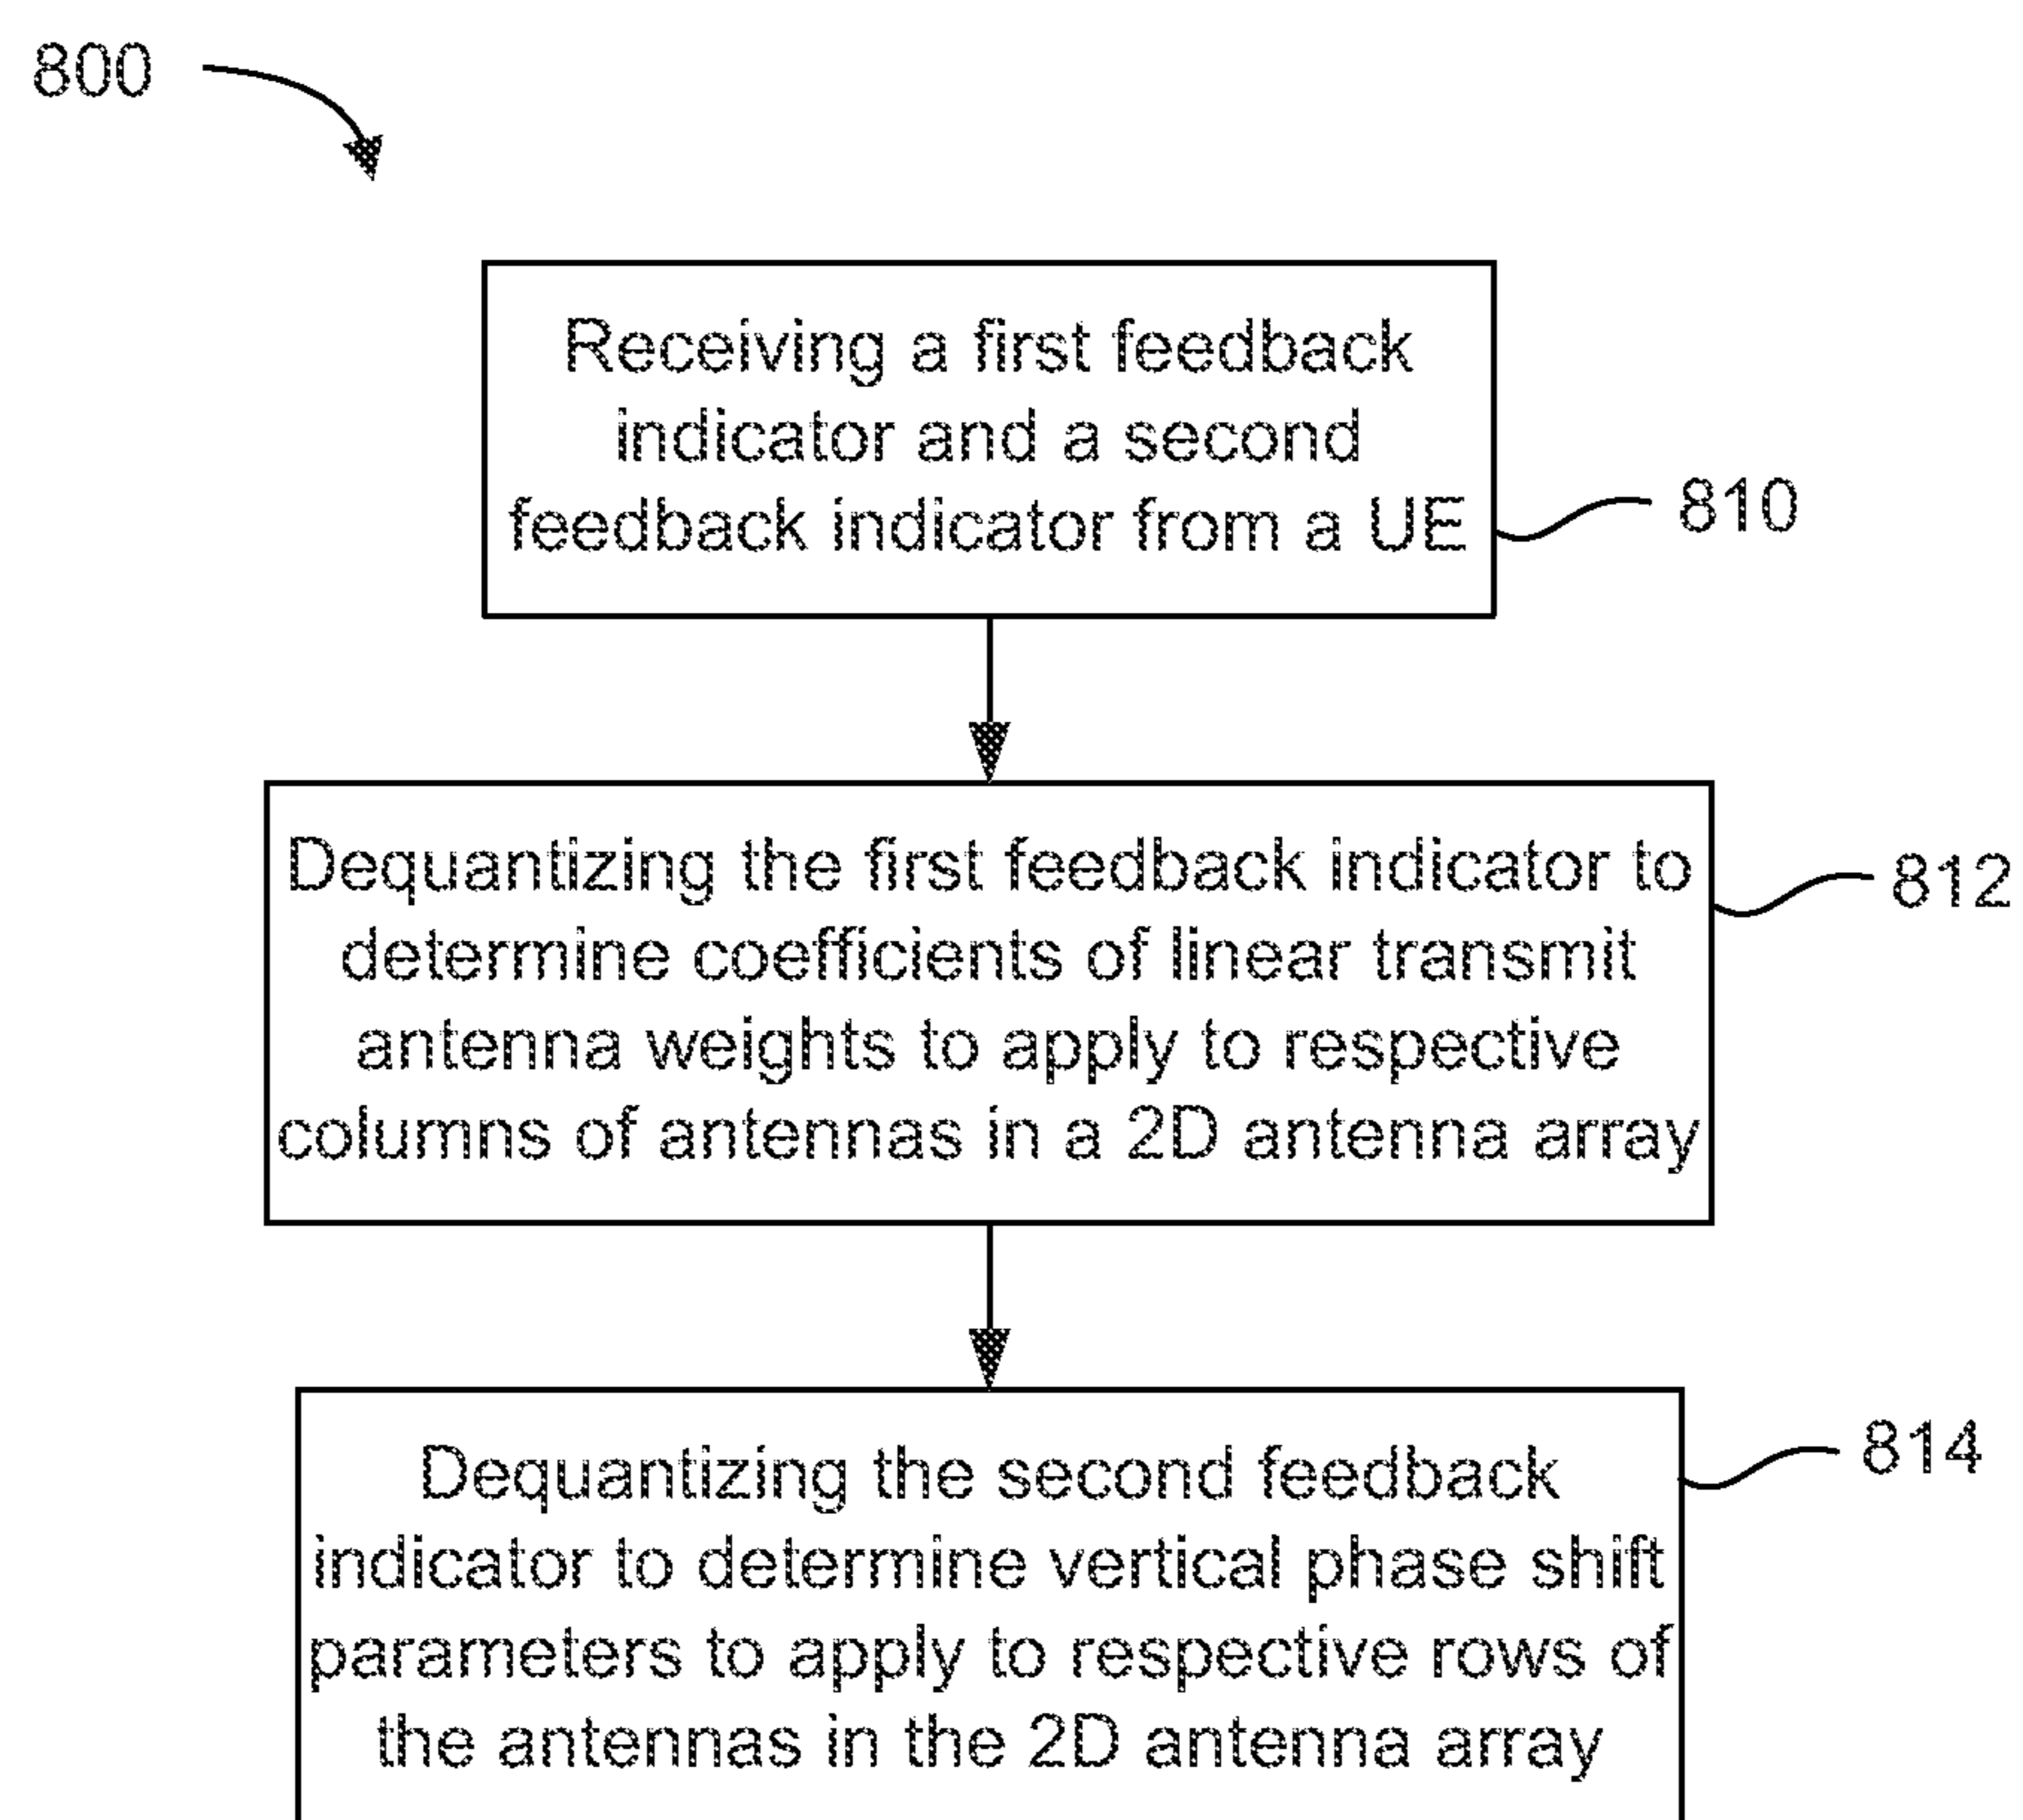 800
Receiving a first feedback
indicator and a second
feedback indicator from a UE
810
Dequantizing the first feedback indicator to
determine coefficients of linear transmit
antenna weights to apply to respective
columns of antennas in a 2D antenna array
812
Dequantizing the second feedback
indicator to determine vertical phase shift
parameters to apply to respective rows of
the antennas in the 2D antenna array
814